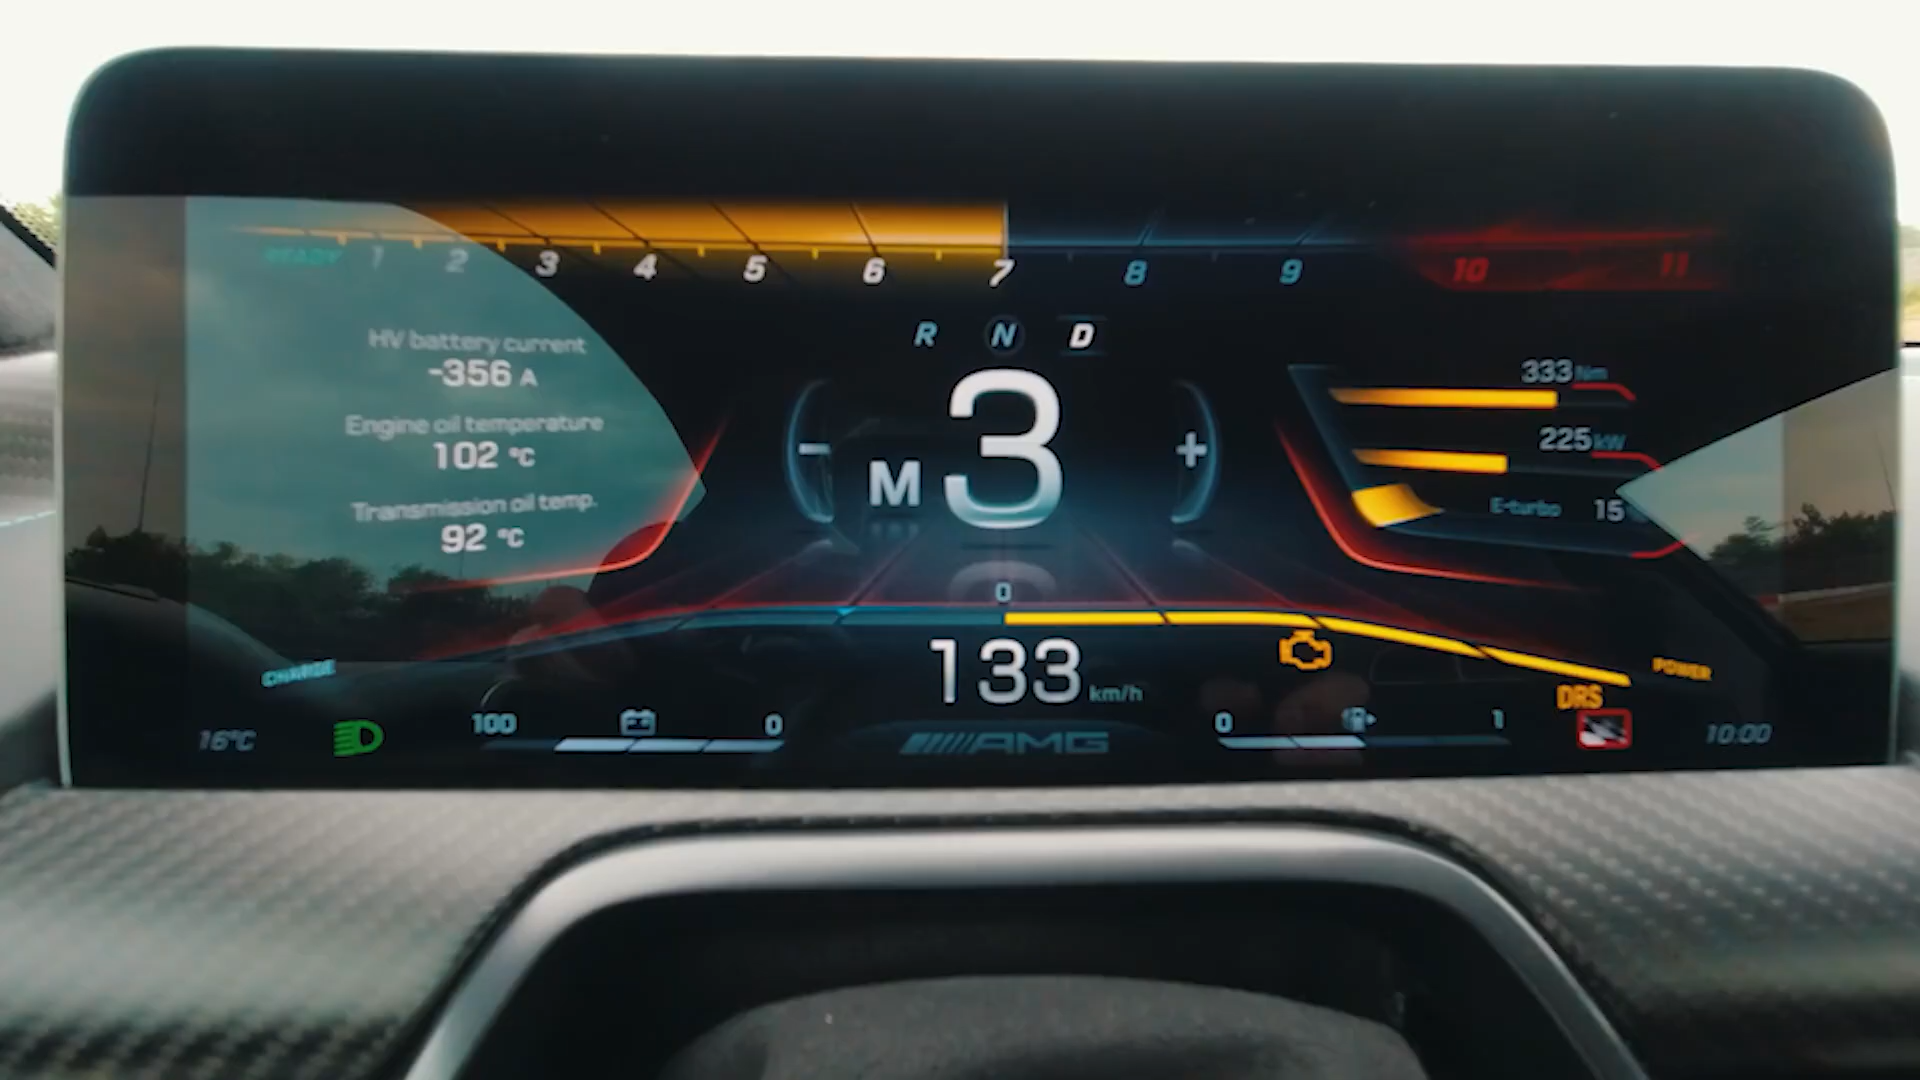 READY 1 2 3 4 5 6 7 8 9 10 11
R N D
HV battery current
-356 A
Engine oil temperature
102 °C
Transmission oil temp.
92 °C
- M 3 +
333 Nm
225 kW
E-turbo 15
0
133 km/h
CHARGE
POWER
DRS
16°C
100 0
AMG
0 1
10:00